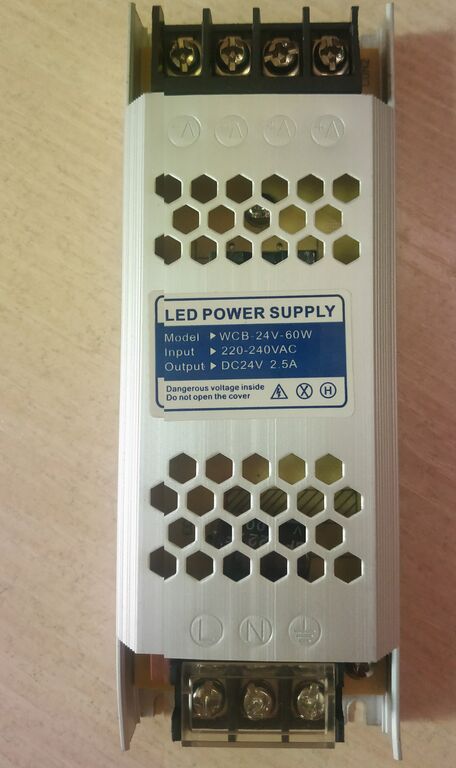 V- V- V+ V+
LED POWER SUPPLY
Model ▶ WCB-24V-60W
Input ▶ 220-240VAC
Output ▶ DC24V 2.5A
Dangerous voltage inside
Do not open the cover
L N